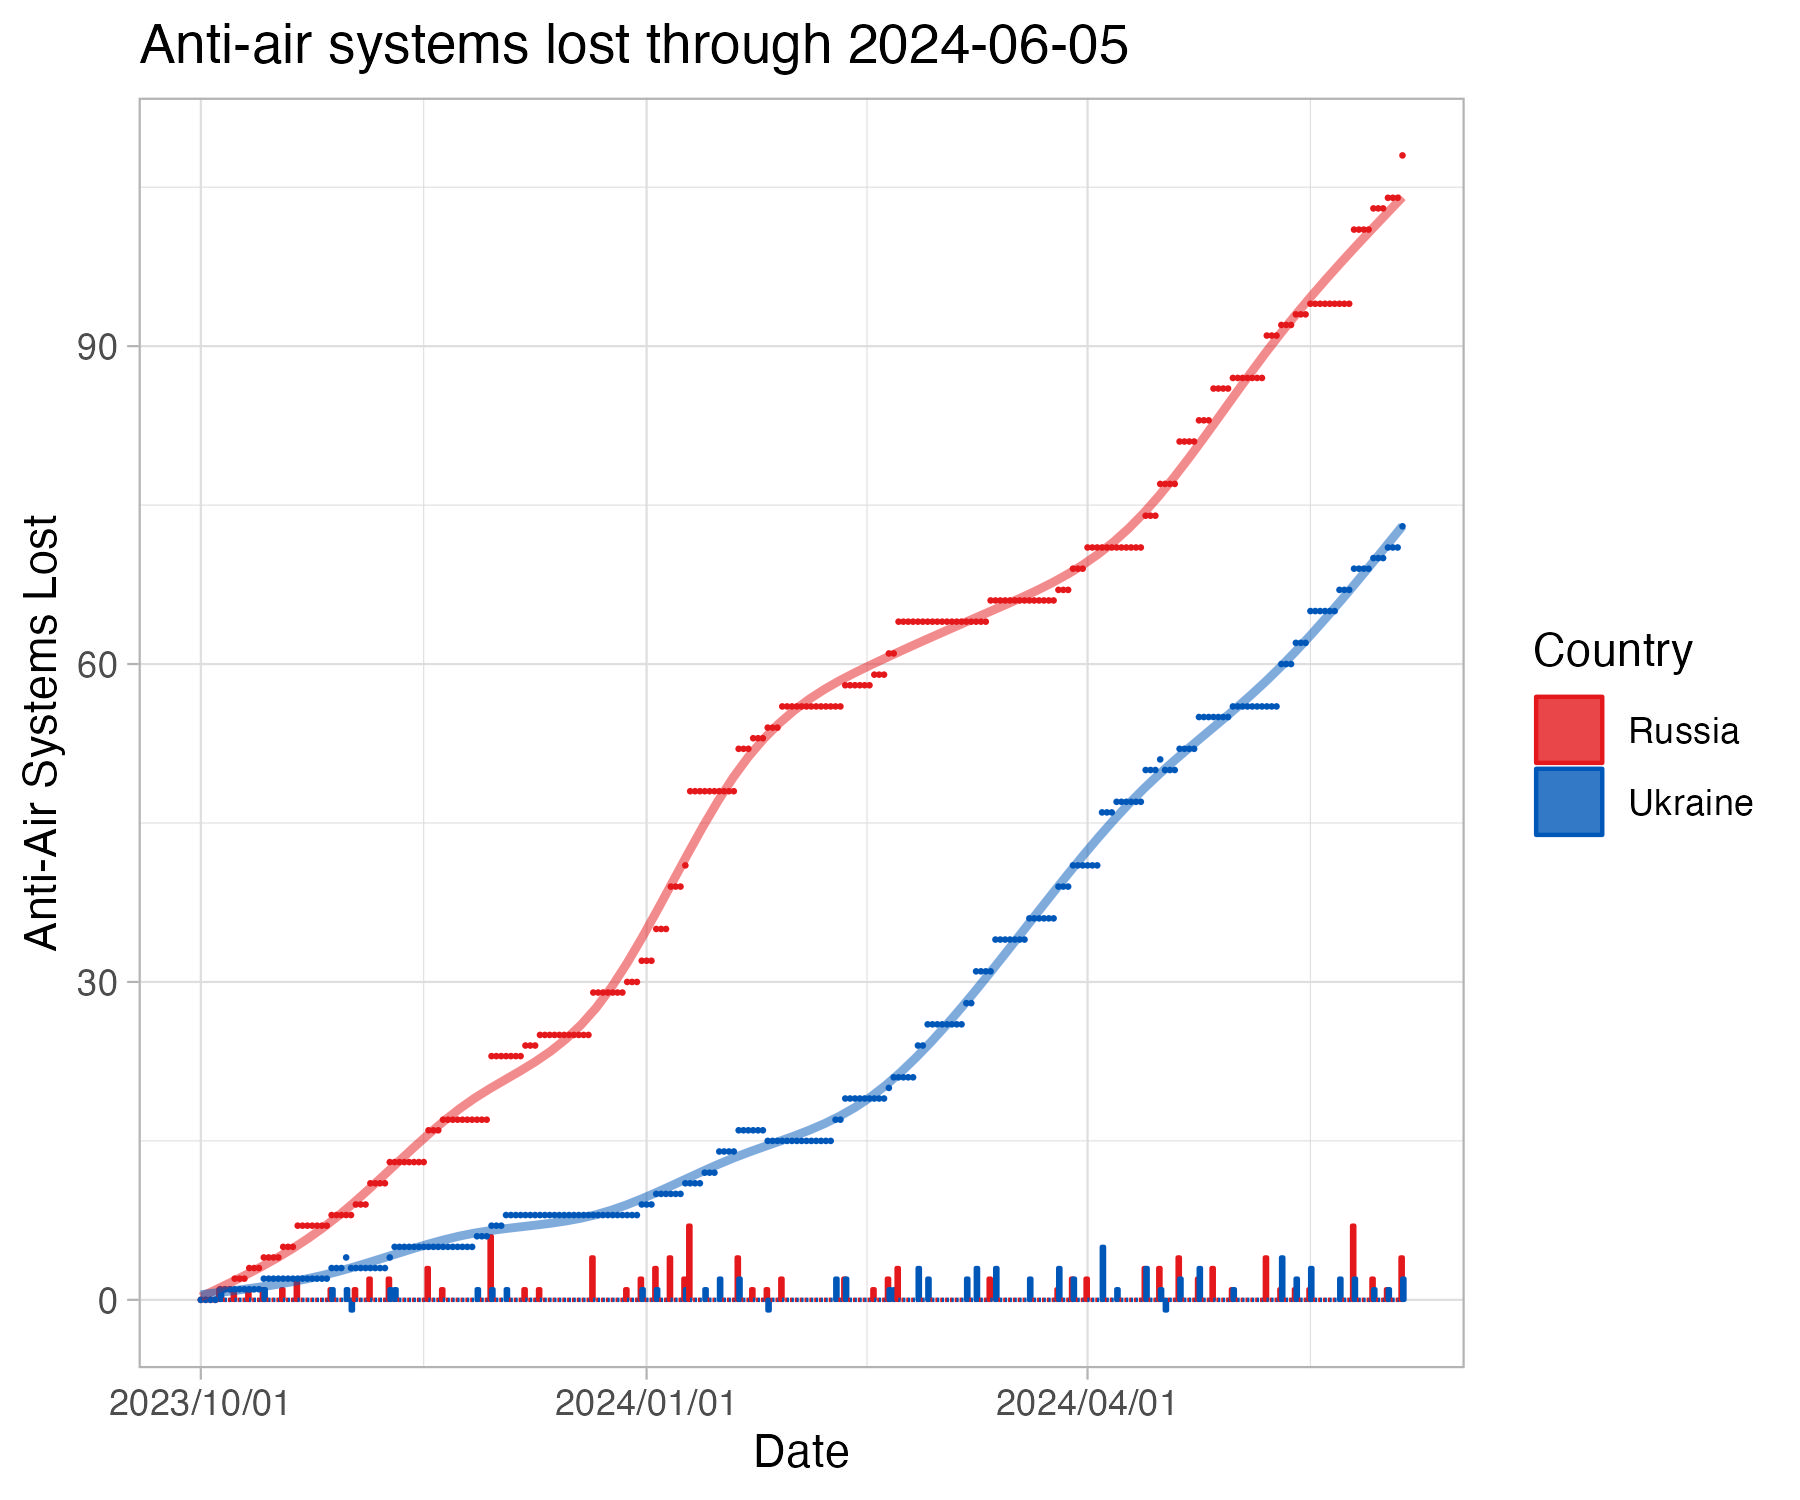 Anti-air systems lost through 2024-06-05
Anti-Air Systems Lost
90
60
30
0
2023/10/01
2024/01/01
2024/04/01
Date
Country
Russia
Ukraine